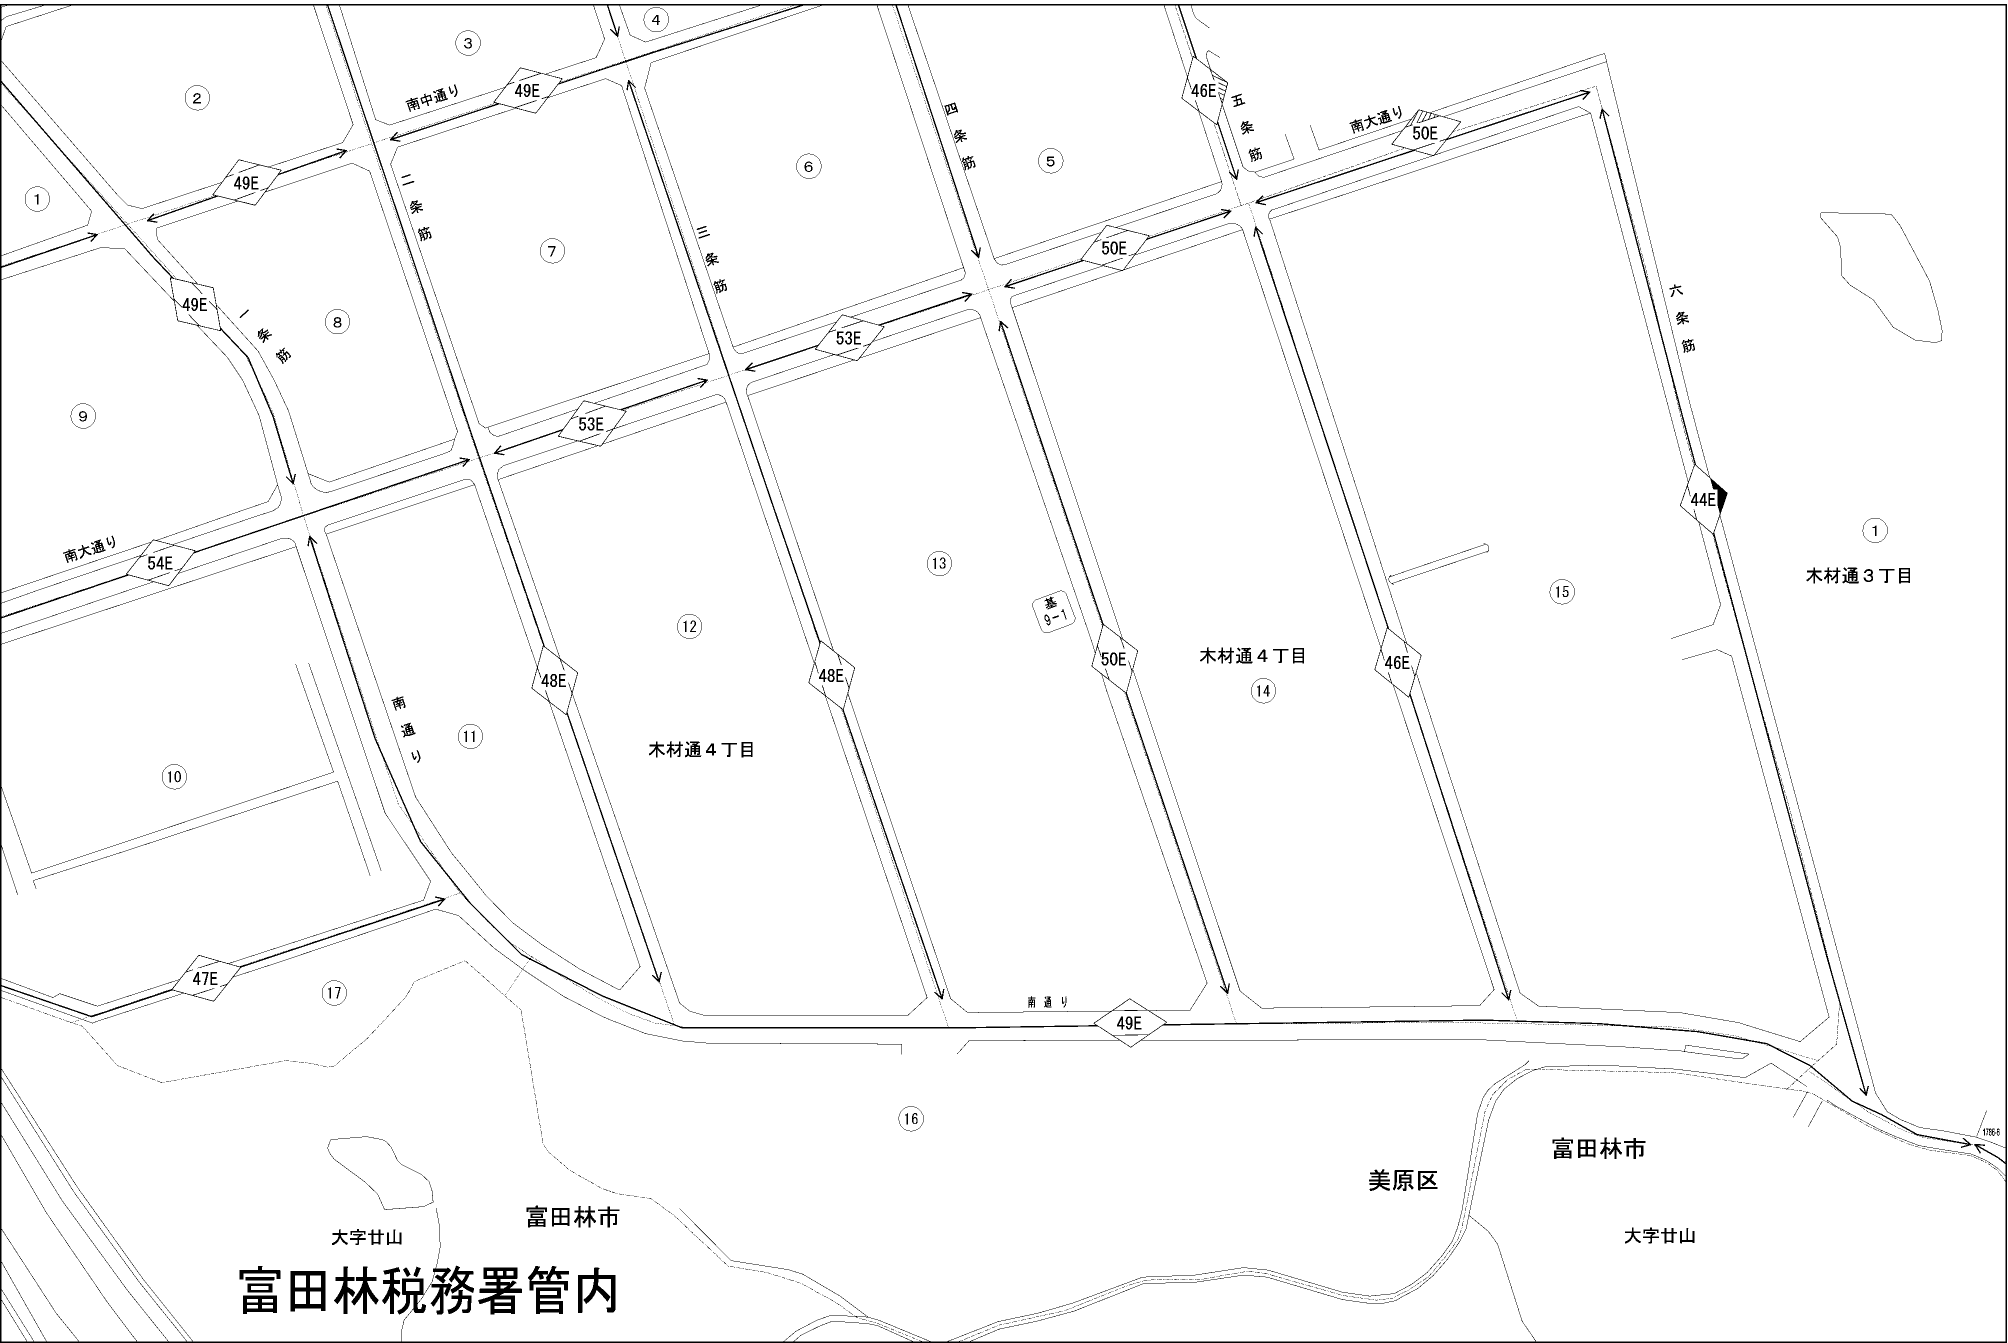 ④
③
②
南中通り
49E
46E
五条筋
南大通り
50E
四条筋
⑥
⑤
49E
①
二条筋
⑦
三条筋
50E
49E
一条筋
⑧
53E
六条筋
⑨
53E
44E
①
木材通3丁目
南大通り
54E
⑬
基
9-1
⑮
⑫
木材通4丁目
⑭
48E
48E
50E
46E
南通り
⑪
木材通4丁目
⑩
47E
⑰
南通り
49E
⑯
1786-6
富田林市
美原区
富田林市
大字廿山
大字廿山
富田林税務署管内